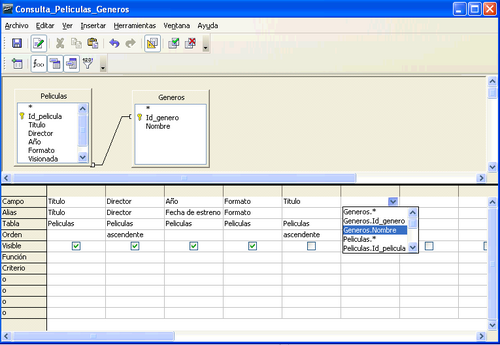 Consulta_Peliculas_Generos
Archivo Editar Ver Insertar Herramientas Ventana Ayuda
Peliculas
*
Id_pelicula
Titulo
Director
Año
Formato
Visionada
Generos
*
Id_genero
Nombre
Campo Titulo Director Año Formato Titulo
Alias Titulo Director Fecha de estreno Formato
Tabla Peliculas Peliculas Peliculas Peliculas Peliculas
Orden ascendente ascendente
Visible
Función
Criterio
o
o
o
o
Generos.*
Generos.Id_genero
Generos.Nombre
Peliculas.*
Peliculas.Id_pelicula